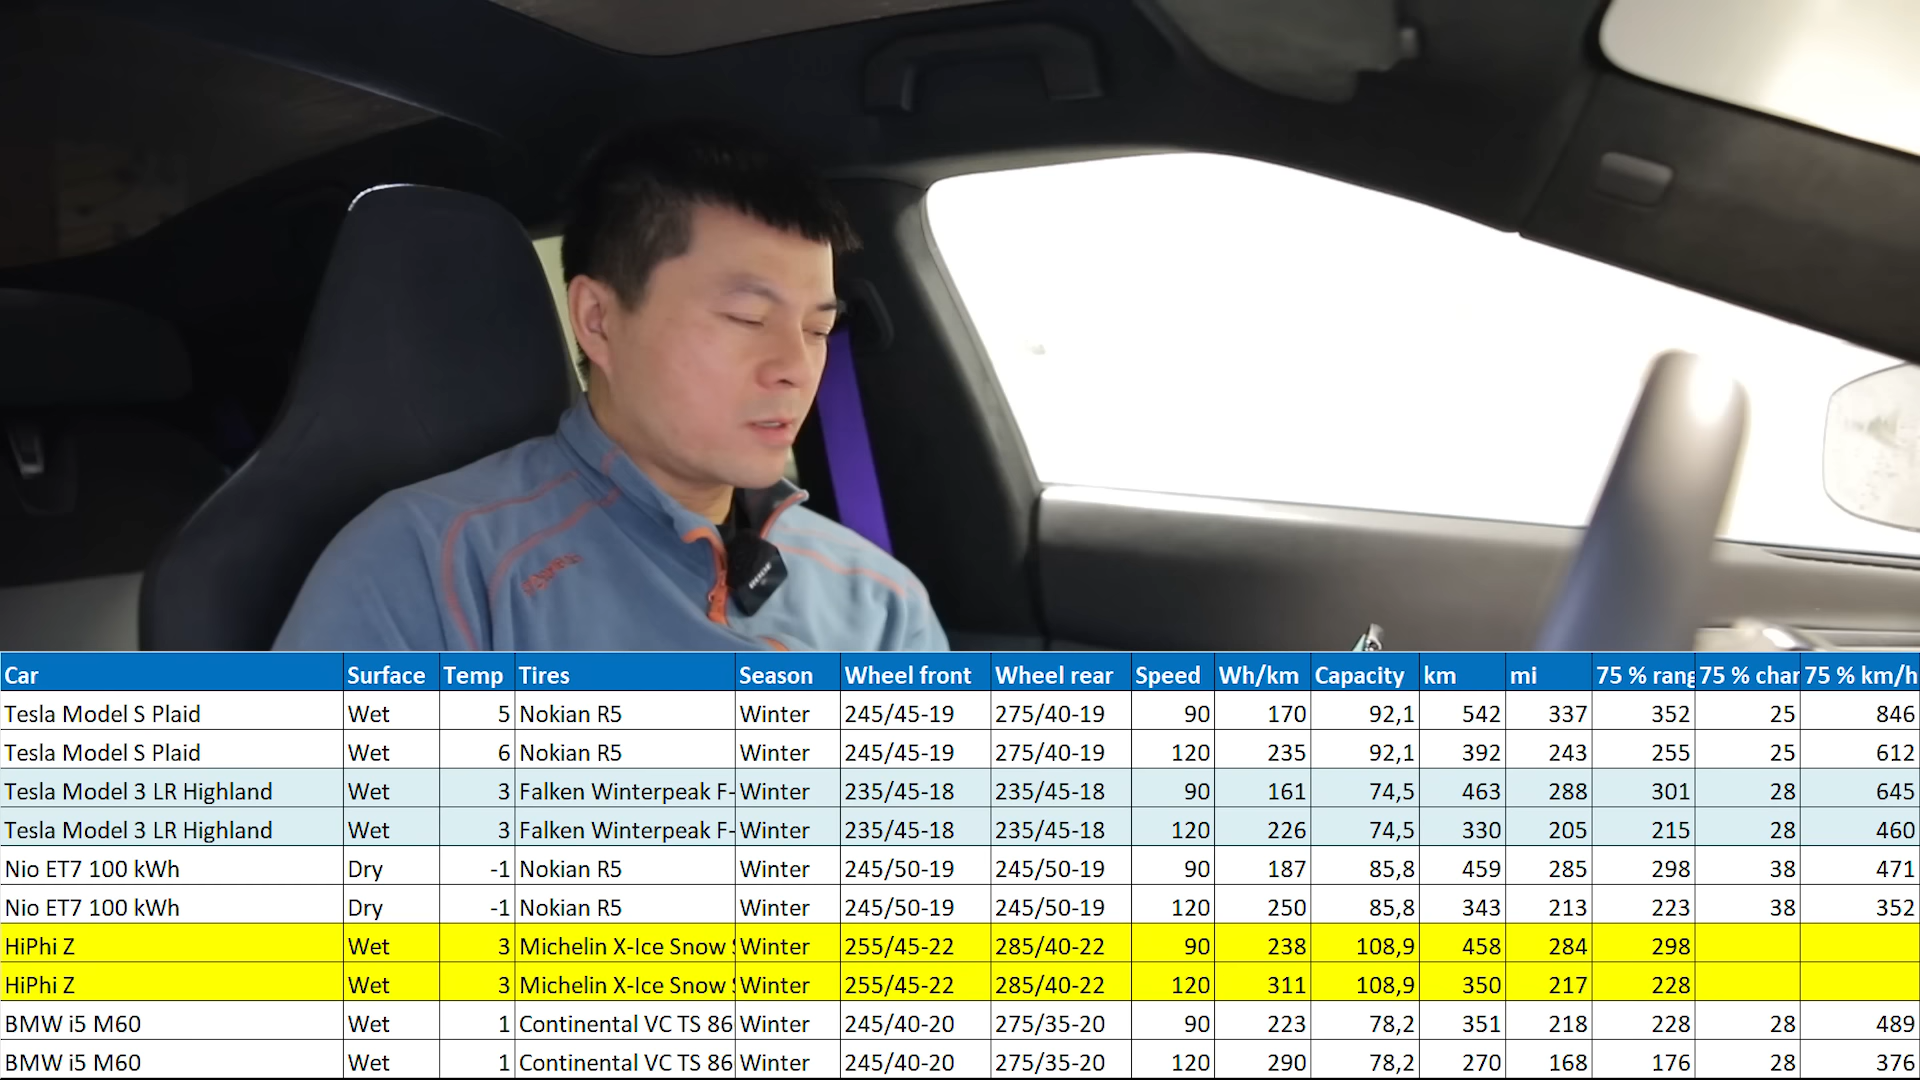 RODE
Car Surface Temp Tires Season Wheel front Wheel rear Speed Wh/km Capacity km mi 75 % rang 75 % char 75 % km/h
Tesla Model S Plaid Wet 5 Nokian R5 Winter 245/45-19 275/40-19 90 170 92,1 542 337 352 25 846
Tesla Model S Plaid Wet 6 Nokian R5 Winter 245/45-19 275/40-19 120 235 92,1 392 243 255 25 612
Tesla Model 3 LR Highland Wet 3 Falken Winterpeak F- Winter 235/45-18 235/45-18 90 161 74,5 463 288 301 28 645
Tesla Model 3 LR Highland Wet 3 Falken Winterpeak F- Winter 235/45-18 235/45-18 120 226 74,5 330 205 215 28 460
Nio ET7 100 kWh Dry -1 Nokian R5 Winter 245/50-19 245/50-19 90 187 85,8 459 285 298 38 471
Nio ET7 100 kWh Dry -1 Nokian R5 Winter 245/50-19 245/50-19 120 250 85,8 343 213 223 38 352
HiPhi Z Wet 3 Michelin X-Ice Snow Winter 255/45-22 285/40-22 90 238 108,9 458 284 298
HiPhi Z Wet 3 Michelin X-Ice Snow Winter 255/45-22 285/40-22 120 311 108,9 350 217 228
BMW i5 M60 Wet 1 Continental VC TS 86 Winter 245/40-20 275/35-20 90 223 78,2 351 218 228 28 489
BMW i5 M60 Wet 1 Continental VC TS 86 Winter 245/40-20 275/35-20 120 290 78,2 270 168 176 28 376